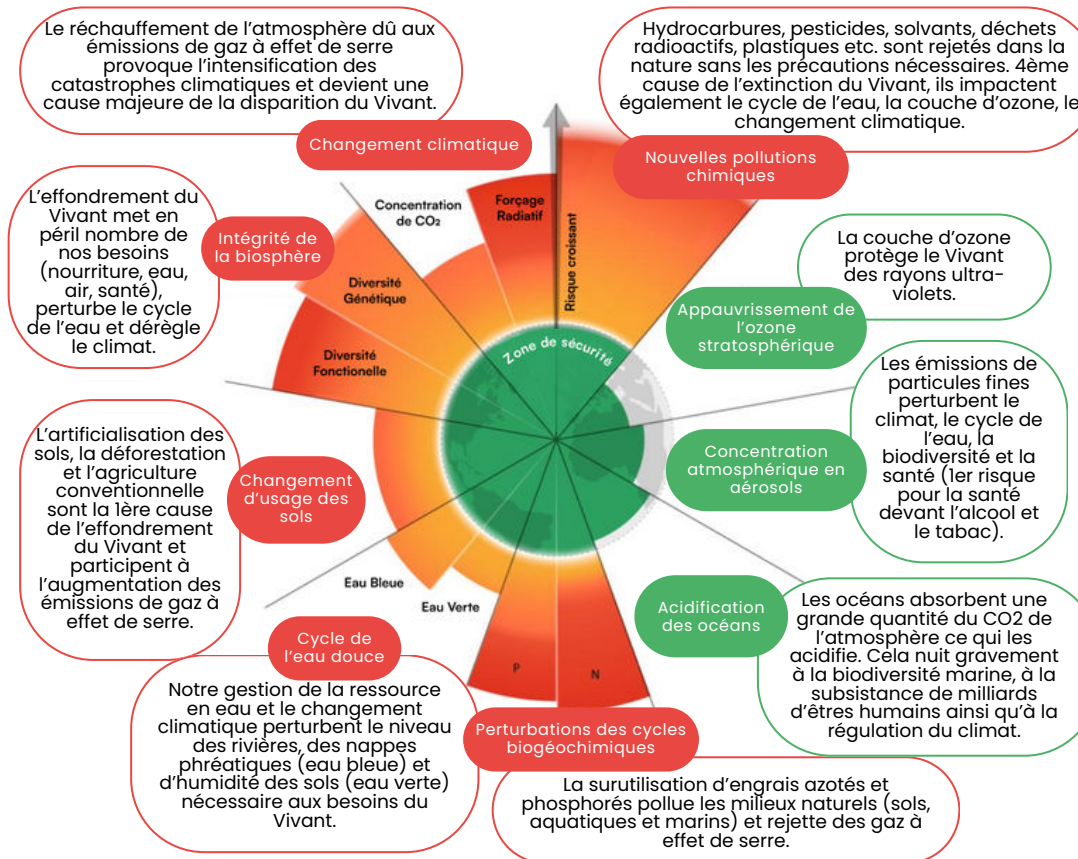 Le réchauffement de l’atmosphère dû aux
émissions de gaz à effet de serre
provoque l’intensification des
catastrophes climatiques et devient une
cause majeure de la disparition du Vivant.
Changement climatique
Hydrocarbures, pesticides, solvants, déchets
radioactifs, plastiques etc. sont rejetés dans la
nature sans les précautions nécessaires. 4ème
cause de l’extinction du Vivant, ils impactent
également le cycle de l’eau, la couche d’ozone, le
changement climatique.
Nouvelles pollutions
chimiques
L’effondrement du
Vivant met en
péril nombre de
nos besoins
(nourriture, eau,
air, santé),
perturbe le cycle
de l’eau et dérègle
le climat.
Intégrité de
la biosphère
Concentration
de CO₂
Forçage
Radiatif
Risque croissant
Diversité
Génétique
Diversité
Fonctionelle
Zone de sécurité
La couche d’ozone
protège le Vivant
des rayons ultra-
violets.
Appauvrissement de
l’ozone
stratosphérique
Les émissions de
particules fines
perturbent le
climat, le cycle de
l’eau, la
biodiversité et la
santé (1er risque
pour la santé
devant l’alcool et
le tabac).
Concentration
atmosphérique en
aérosols
L’artificialisation des
sols, la déforestation
et l’agriculture
conventionnelle
sont la 1ère cause
de l’effondrement
du Vivant et
participent à
l’augmentation des
émissions de gaz à
effet de serre.
Changement
d’usage des
sols
Eau Bleue
Eau Verte
P
N
Acidification
des océans
Les océans absorbent une
grande quantité du CO2 de
l’atmosphère ce qui les
acidifie. Cela nuit gravement
à la biodiversité marine, à la
subsistance de milliards
d’êtres humains ainsi qu’à la
régulation du climat.
Cycle de
l’eau douce
Notre gestion de la ressource
en eau et le changement
climatique perturbent le niveau
des rivières, des nappes
phréatiques (eau bleue) et
d’humidité des sols (eau verte)
nécessaire aux besoins du
Vivant.
Perturbations des cycles
biogéochimiques
La surutilisation d’engrais azotés et
phosphorés pollue les milieux naturels (sols,
aquatiques et marins) et rejette des gaz à
effet de serre.